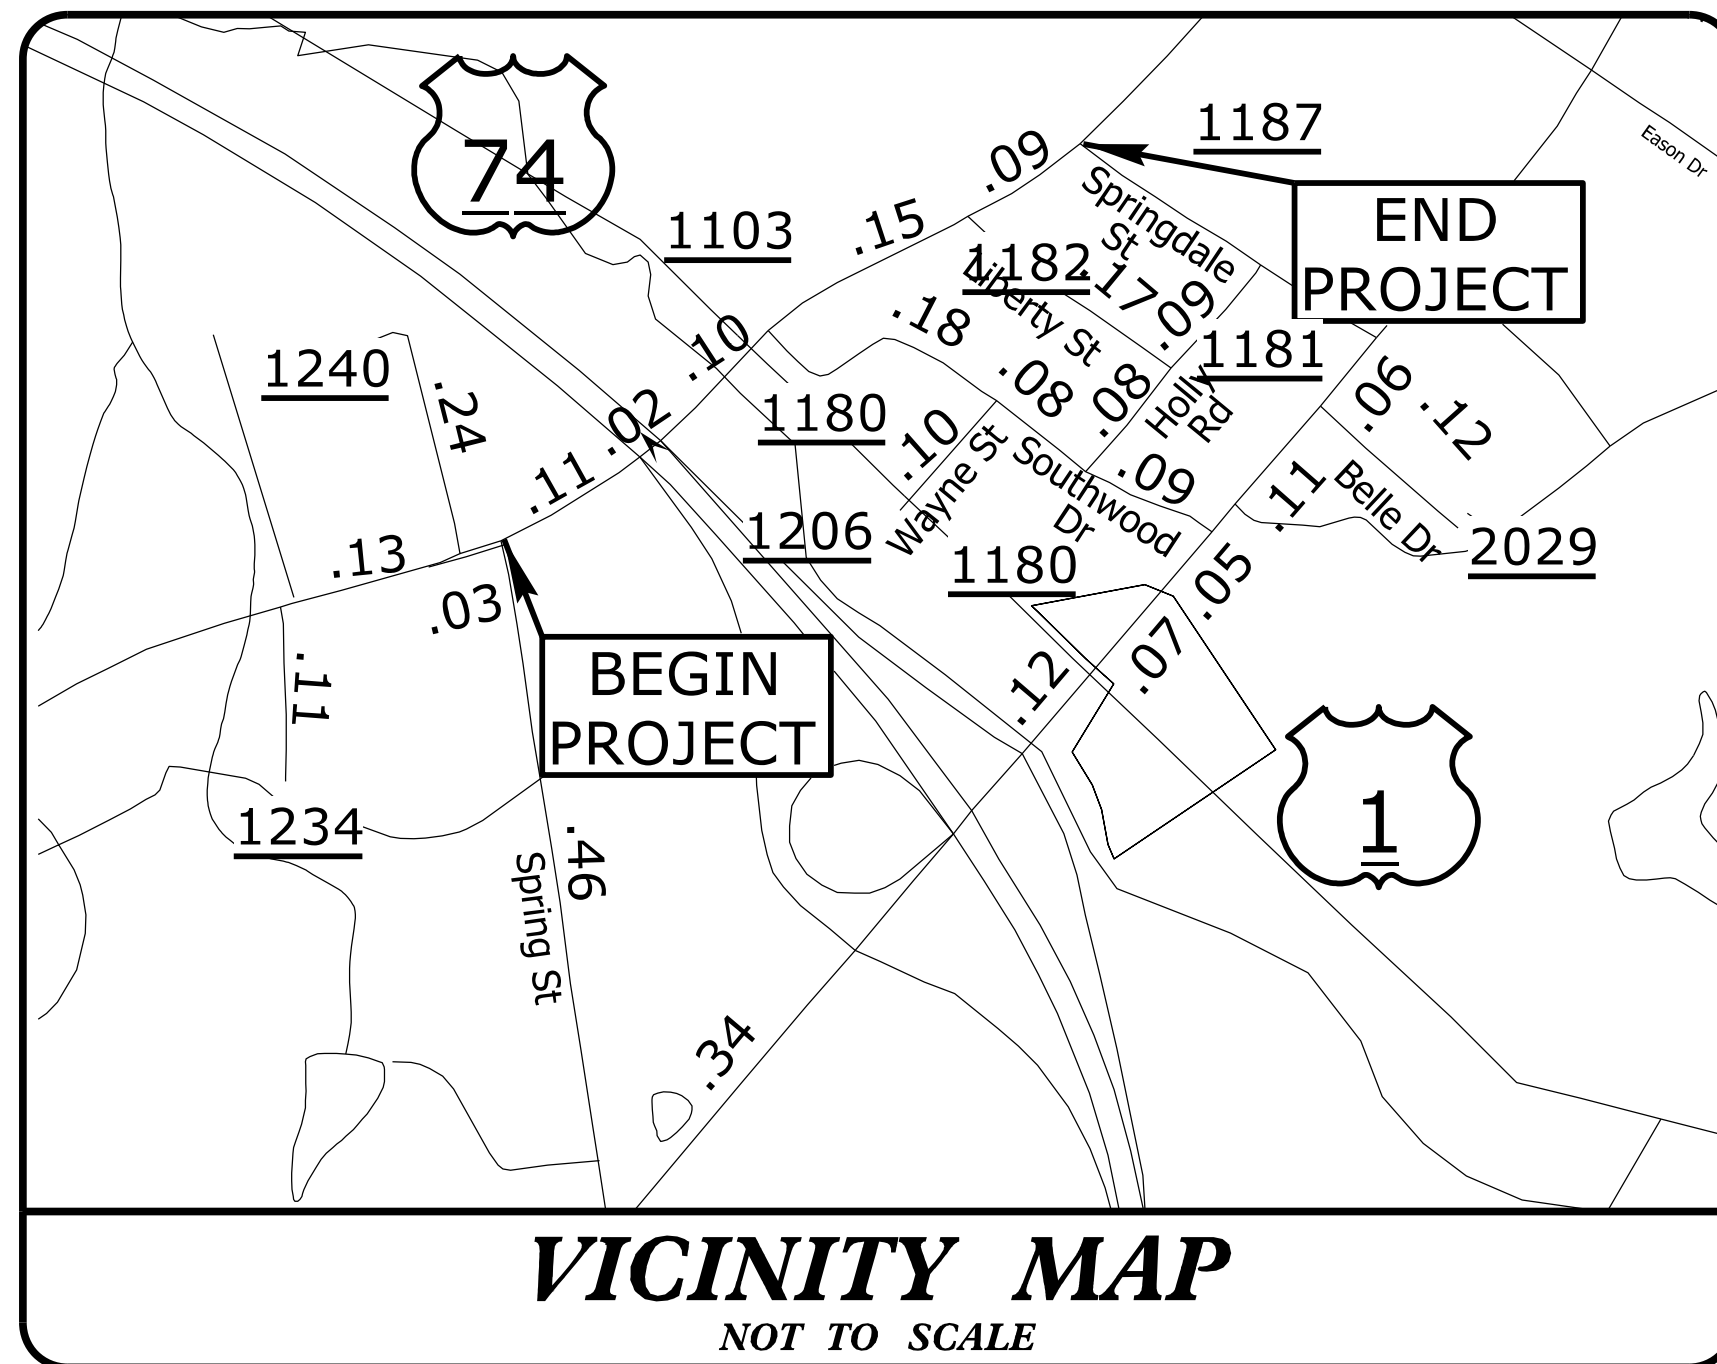 74
1187
Eason Dr
END
PROJECT
.09
.15
1103
Springdale
St
1182
.17
.09
Liberty St
.18
.10
1181
1240
.24
.08
.08
Holly
Rd
.06
.12
.02
1180
.10
.11
Wayne St
Southwood
Dr
.09
.11
Belle Dr
1206
.13
2029
1180
.05
.03
BEGIN
PROJECT
.07
.12
.11
1
1234
.46
Spring St
.34
VICINITY MAP
NOT TO SCALE